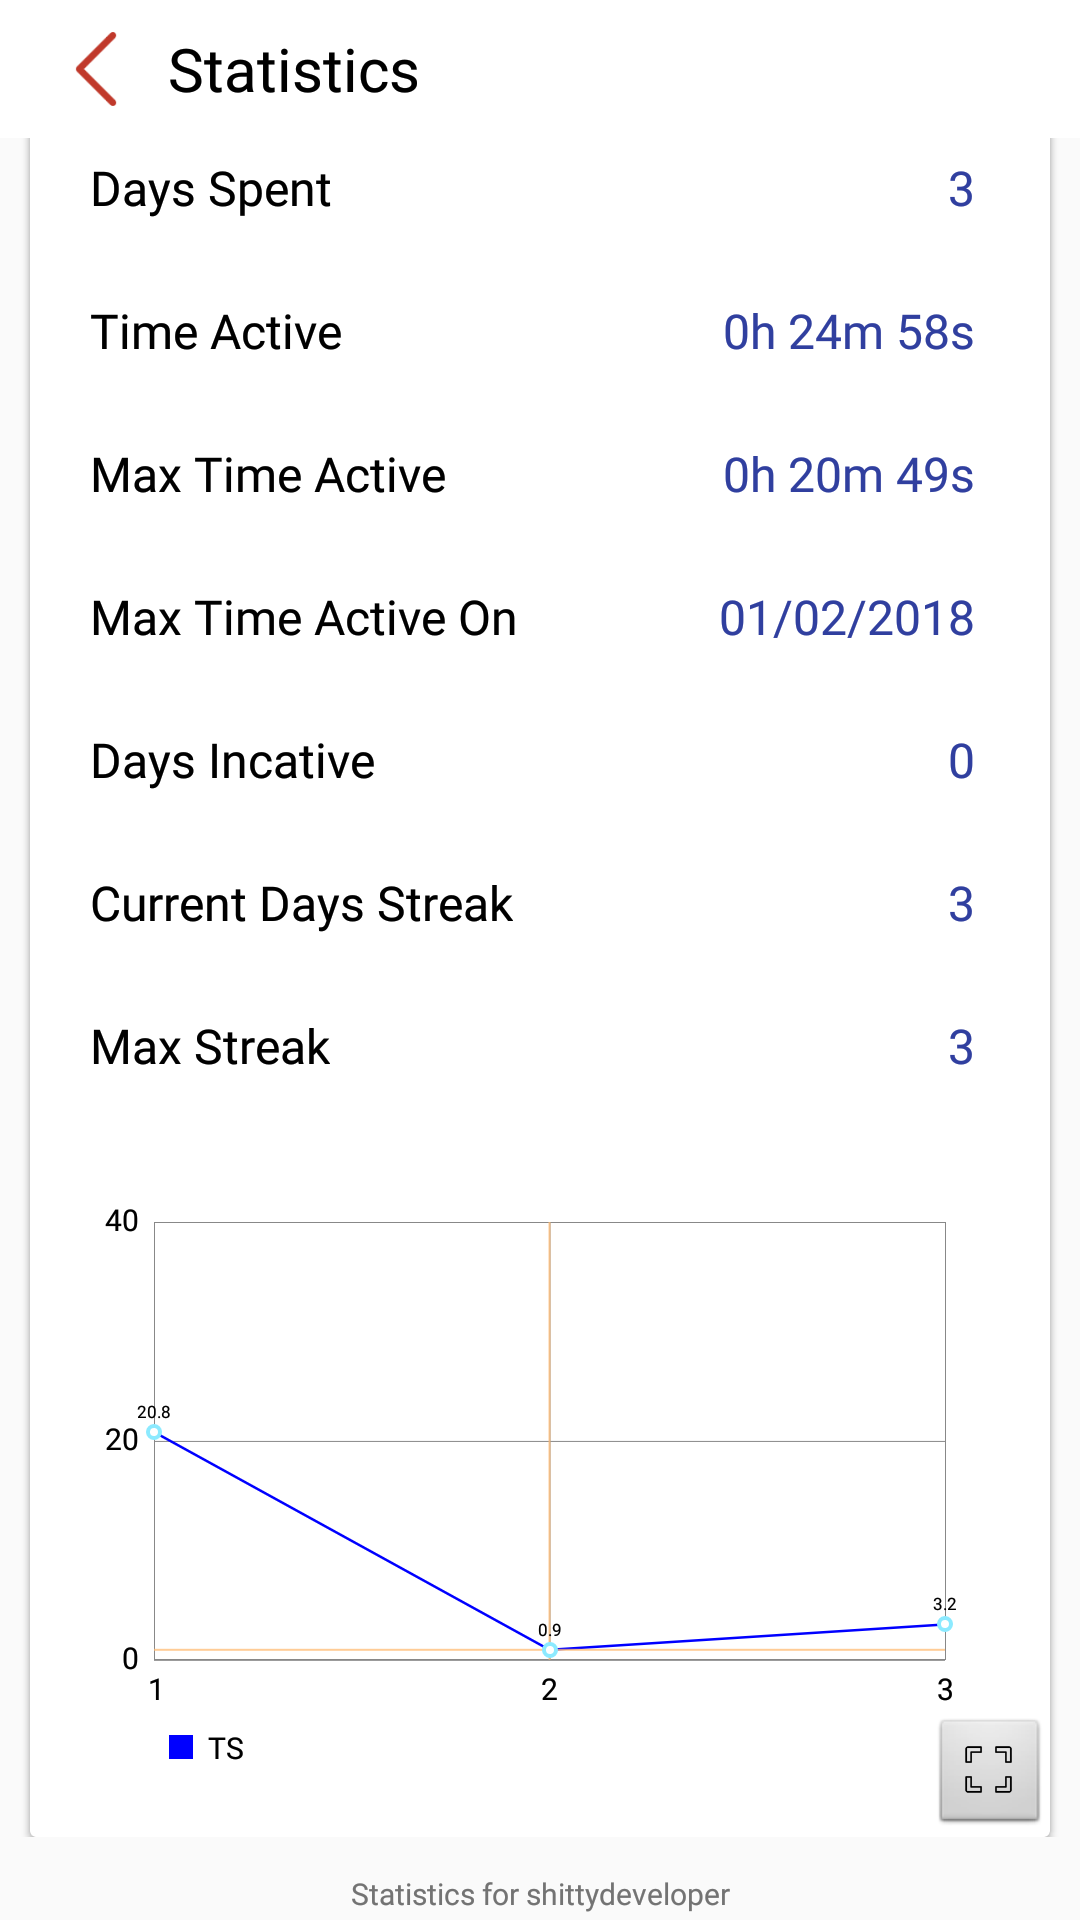 Statistics
Days Spent 3
Time Active 0h 24m 58s
Max Time Active 0h 20m 49s
Max Time Active On 01/02/2018
Days Incative 0
Current Days Streak 3
Max Streak 3
40
20.8
20
3.2
0.9
0
1 2 3
TS
Statistics for shittydeveloper